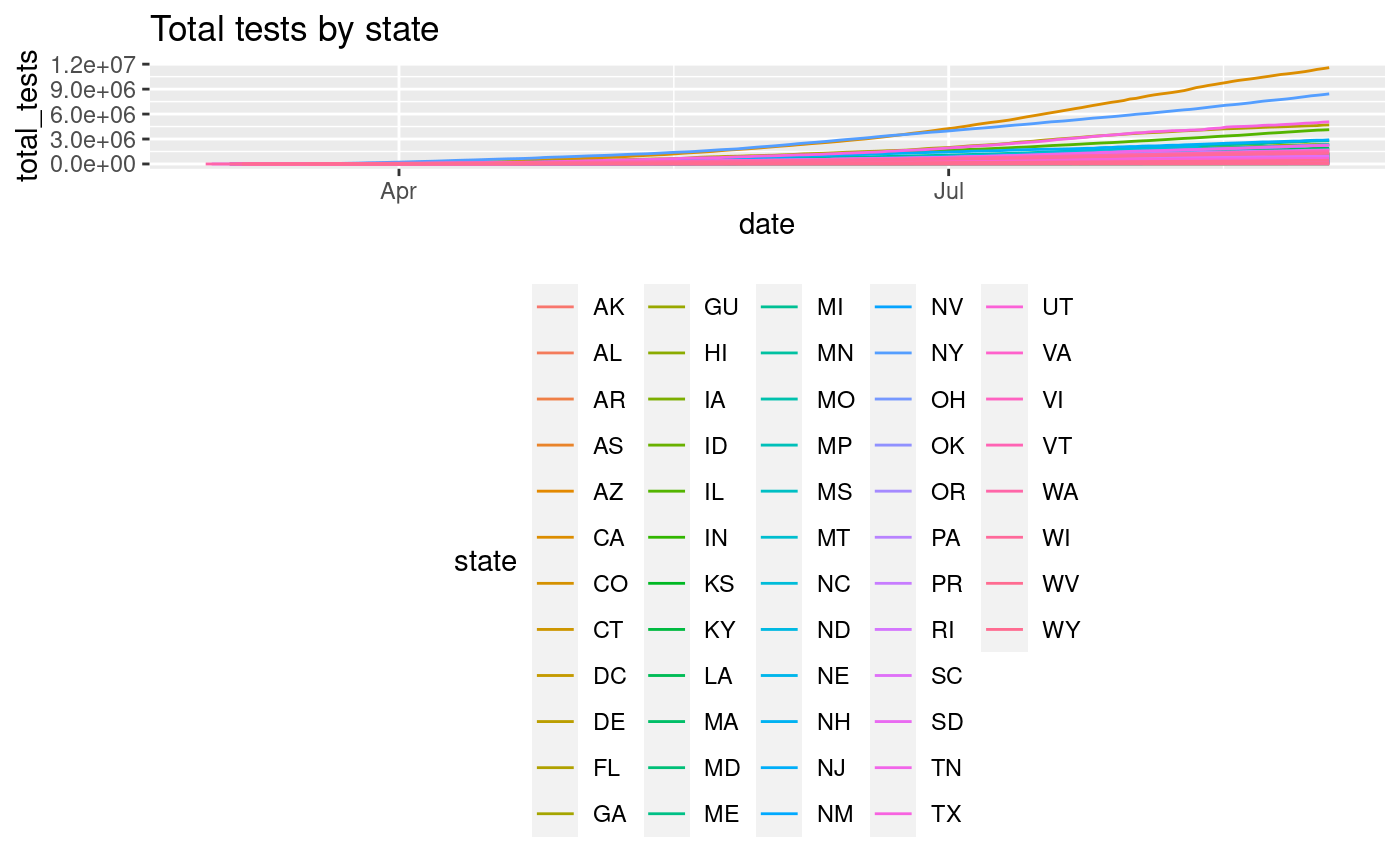 Total tests by state
total_tests
1.2e+07
9.0e+06
6.0e+06
3.0e+06
0.0e+00
Apr Jul
date
state
AK GU MI NV UT
AL HI MN NY VA
AR IA MO OH VI
AS ID MP OK VT
AZ IL MS OR WA
CA IN MT PA WI
CO KS NC PR WV
CT KY ND RI WY
DC LA NE SC
DE MA NH SD
FL MD NJ TN
GA ME NM TX